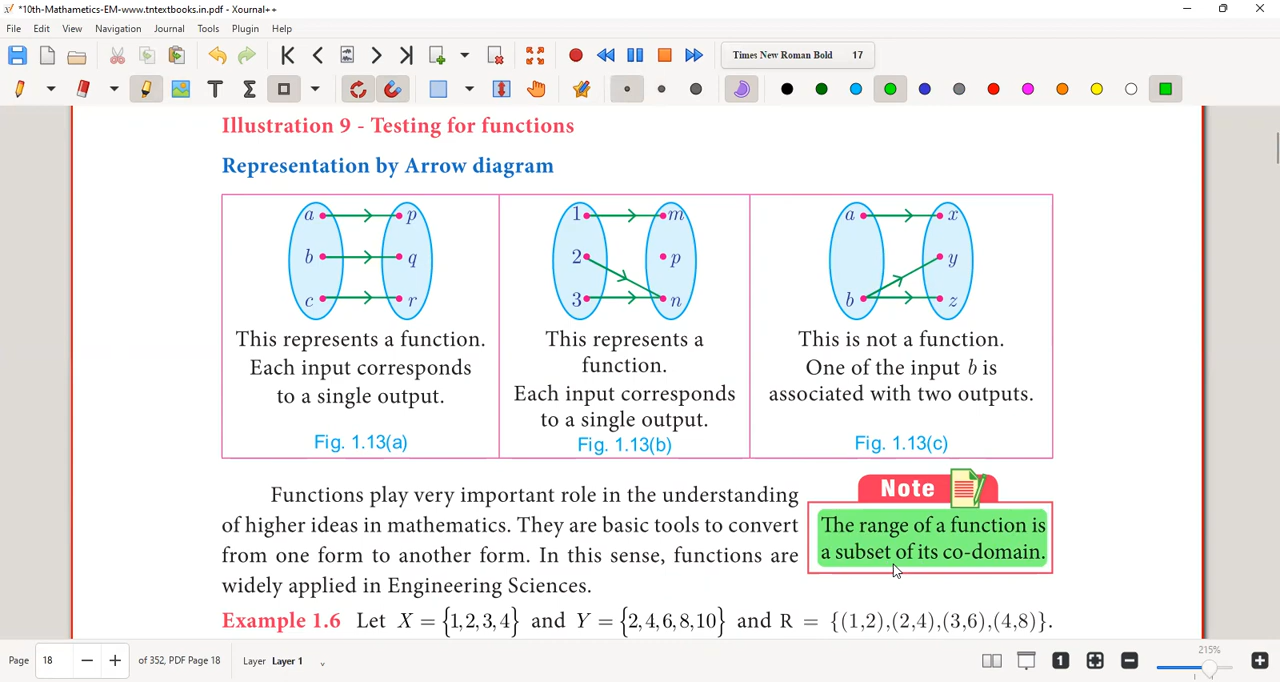 *10th-Mathametics-EM-www.tntextbooks.in.pdf - Xournal++
File Edit View Navigation Journal Tools Plugin Help
Times New Roman Bold 17
Illustration 9 - Testing for functions
Representation by Arrow diagram
a p
b q
c r
This represents a function.
Each input corresponds
to a single output.
Fig. 1.13(a)
1 m
2 p
3 n
This represents a
function.
Each input corresponds
to a single output.
Fig. 1.13(b)
a x
y
b z
This is not a function.
One of the input b is
associated with two outputs.
Fig. 1.13(c)
Functions play very important role in the understanding
of higher ideas in mathematics. They are basic tools to convert
from one form to another form. In this sense, functions are
widely applied in Engineering Sciences.
Note
The range of a function is
a subset of its co-domain.
Example 1.6 Let X = {1,2,3,4} and Y = {2,4,6,8,10} and R = {(1,2),(2,4),(3,6),(4,8)}.
Page 18 of 352, PDF Page 18 Layer Layer 1 1 215%